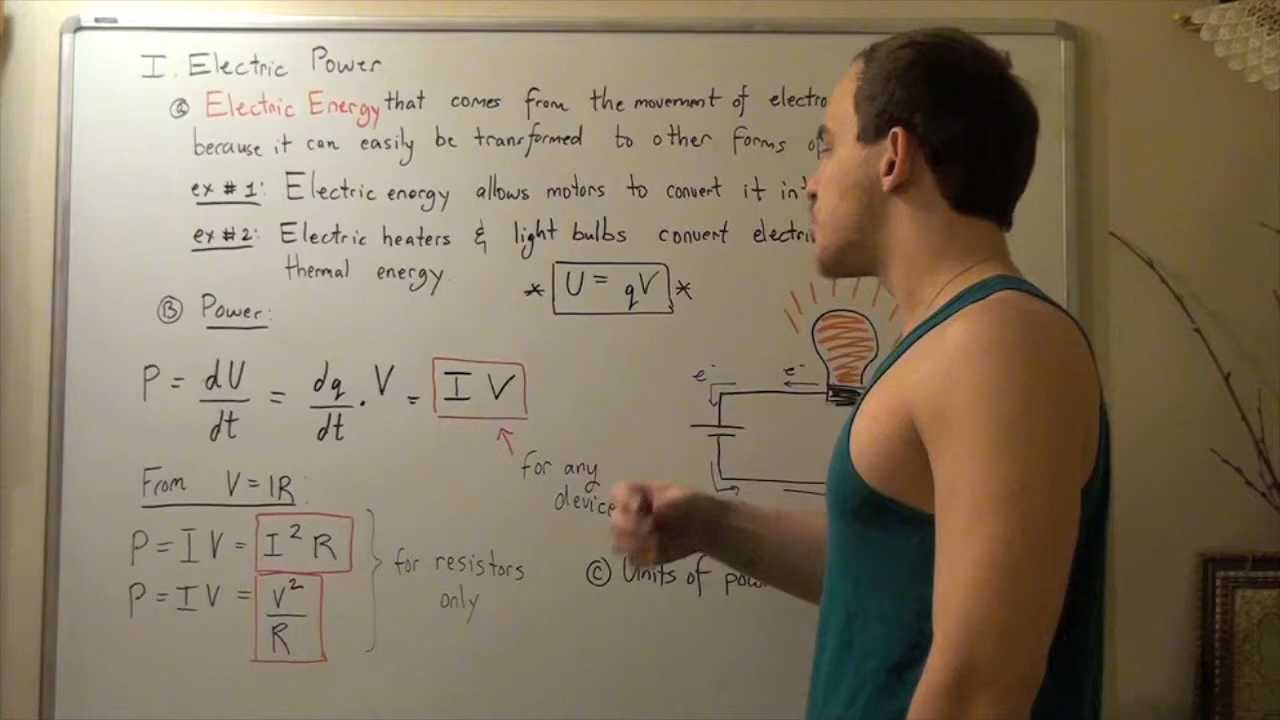 I. Electric Power
Ⓐ Electric Energy that comes from the movement of electro
because it can easily be transformed to other forms of
ex #1: Electric energy allows motors to convert it int
ex #2: Electric heaters & light bulbs convert electri
thermal energy
* U = qV *
Ⓑ Power:
P = dU/dt = dq/dt . V = I V
for any
device
e⁻ e⁻
From V = IR:
P = I V = I² R
P = I V = V²/R
for resistors
only
Ⓒ Units of pow